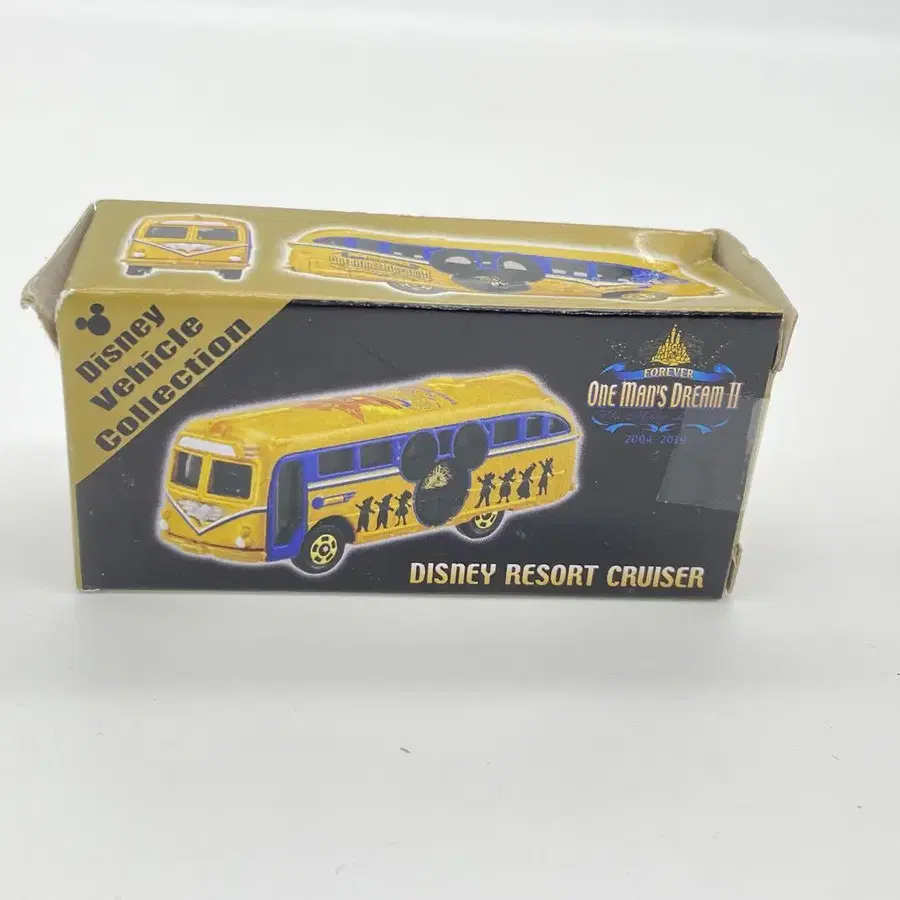 Disney
Vehicle
Collection
FOREVER
ONE MAN'S DREAM II
2004-2019
DISNEY RESORT CRUISER